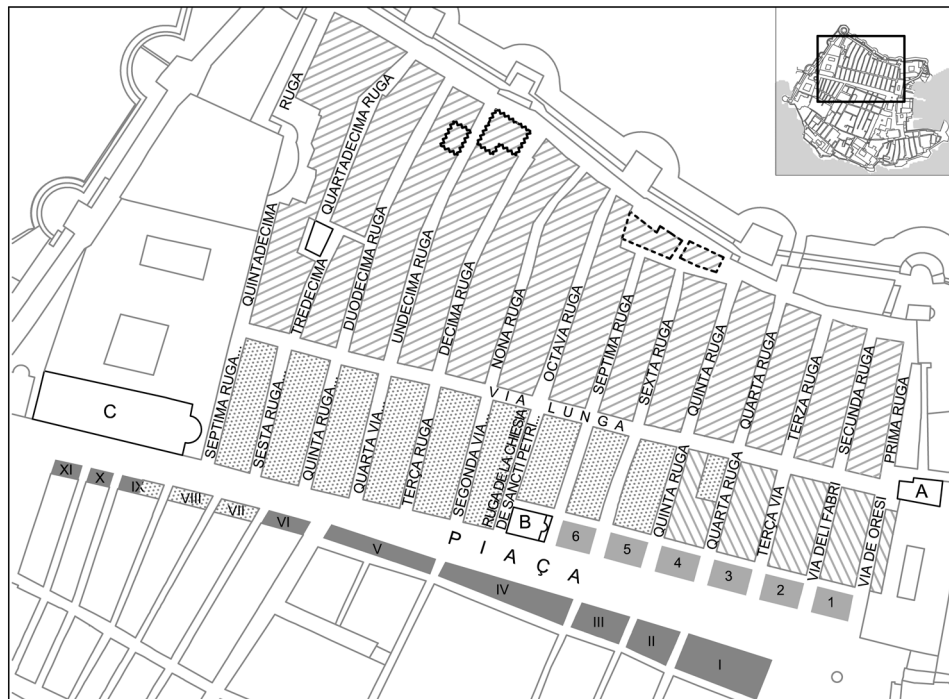 RUGA
QUARTADECIMA RUGA
QUINTADECIMA
TREDECIMA
DUODECIMA RUGA
UNDECIMA RUGA
DECIMA RUGA
NONA RUGA
OCTAVA RUGA
SEPTIMA RUGA
SEXTA RUGA
QUINTA RUGA
QUARTA RUGA
TERZA RUGA
SECUNDA RUGA
PRIMA RUGA
VIA LUNGA
SEPTIMA RUGA...
SESTA RUGA...
QUINTA RUGA...
QUARTA VIA...
TERÇA RUGA
SEGONDA VIA...
RUGA DE LA CHIESIA
DE SANCTI PETRI...
QUINTA RUGA
QUARTA RUGA
TERÇA VIA
VIA DELI FABRI
VIA DE ORESI
A
B
C
PIAÇA
6
5
4
3
2
1
XI
X
IX
VIII
VII
VI
V
IV
III
II
I